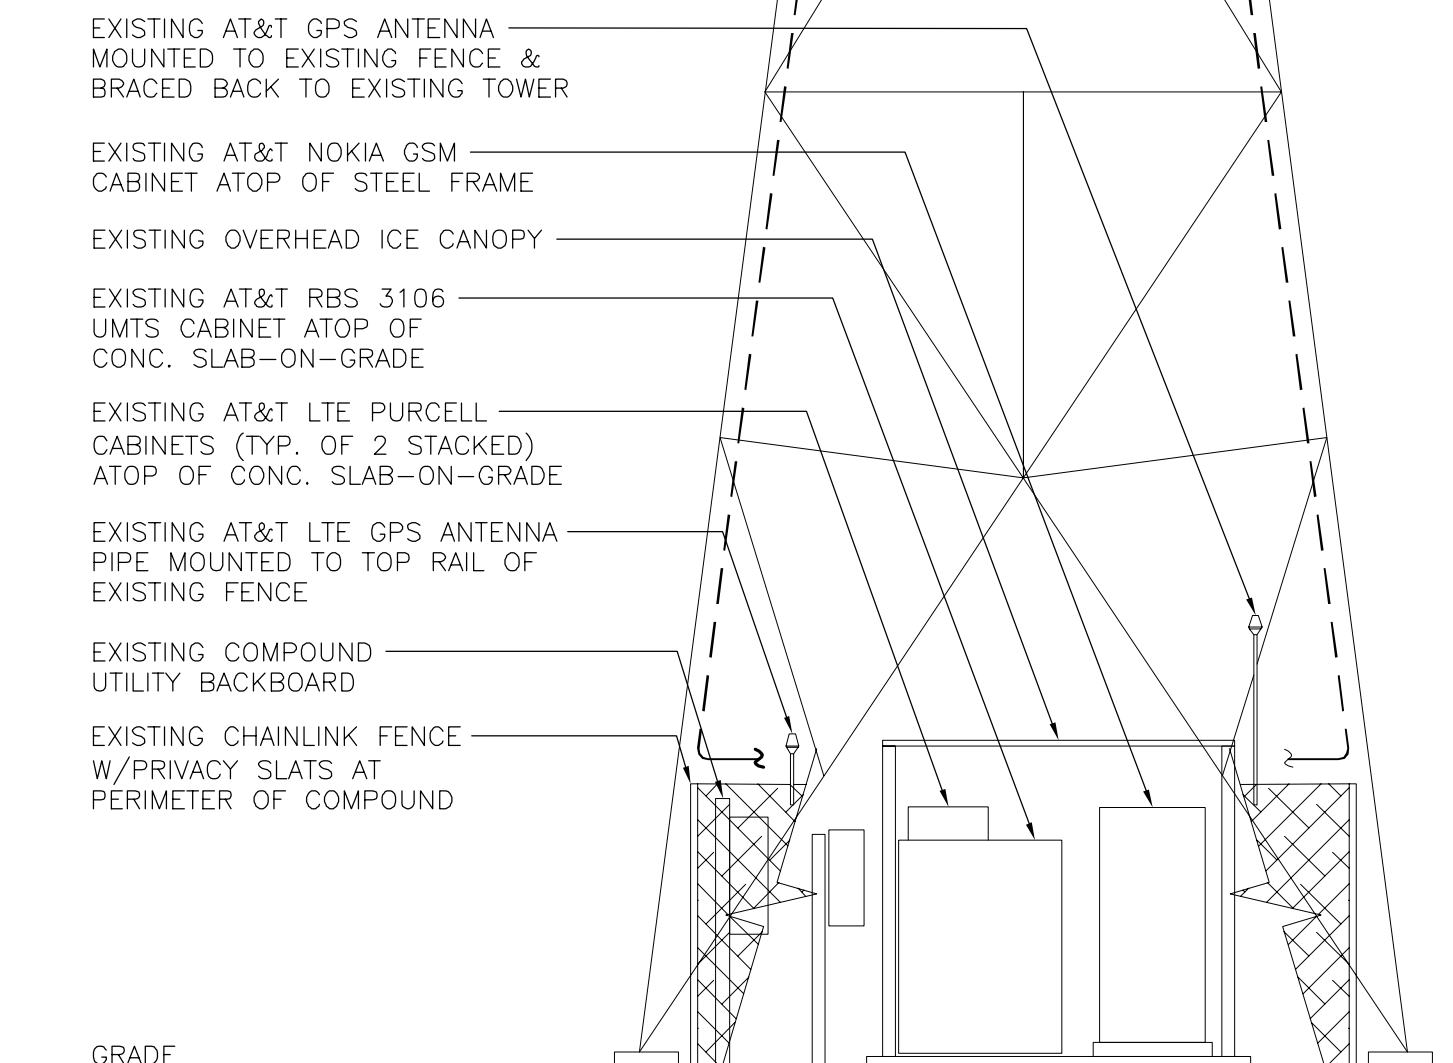 EXISTING AT&T GPS ANTENNA
MOUNTED TO EXISTING FENCE &
BRACED BACK TO EXISTING TOWER
EXISTING AT&T NOKIA GSM
CABINET ATOP OF STEEL FRAME
EXISTING OVERHEAD ICE CANOPY
EXISTING AT&T RBS 3106
UMTS CABINET ATOP OF
CONC. SLAB-ON-GRADE
EXISTING AT&T LTE PURCELL
CABINETS (TYP. OF 2 STACKED)
ATOP OF CONC. SLAB-ON-GRADE
EXISTING AT&T LTE GPS ANTENNA
PIPE MOUNTED TO TOP RAIL OF
EXISTING FENCE
EXISTING COMPOUND
UTILITY BACKBOARD
EXISTING CHAINLINK FENCE
W/PRIVACY SLATS AT
PERIMETER OF COMPOUND
GRADE